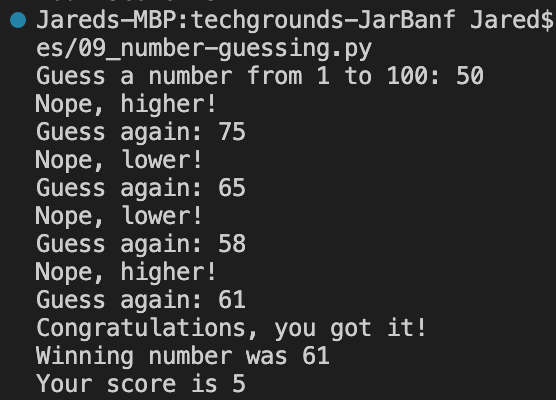 Jareds-MBP:techgrounds-JarBanf Jared$
es/09_number-guessing.py
Guess a number from 1 to 100: 50
Nope, higher!
Guess again: 75
Nope, lower!
Guess again: 65
Nope, lower!
Guess again: 58
Nope, higher!
Guess again: 61
Congratulations, you got it!
Winning number was 61
Your score is 5